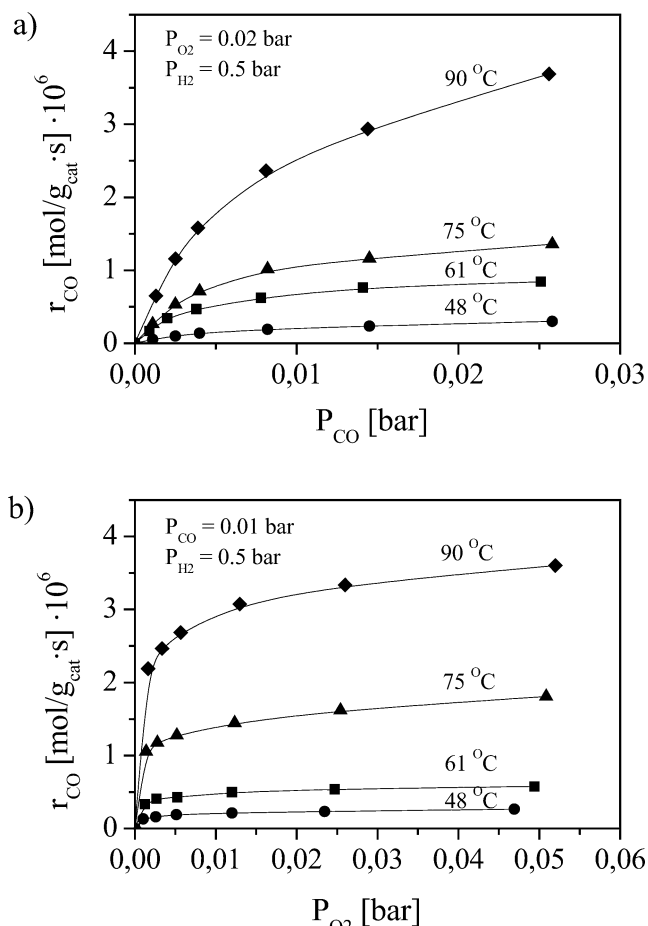 a)
P_O2 = 0.02 bar
P_H2 = 0.5 bar
r_CO [mol/g_cat·s] ·10^6
4
3
2
1
0
90 °C
75 °C
61 °C
48 °C
0,00 0,01 0,02 0,03
P_CO [bar]
b)
P_CO = 0.01 bar
P_H2 = 0.5 bar
r_CO [mol/g_cat·s] ·10^6
4
3
2
1
0
90 °C
75 °C
61 °C
48 °C
0,00 0,01 0,02 0,03 0,04 0,05 0,06
P_O2 [bar]